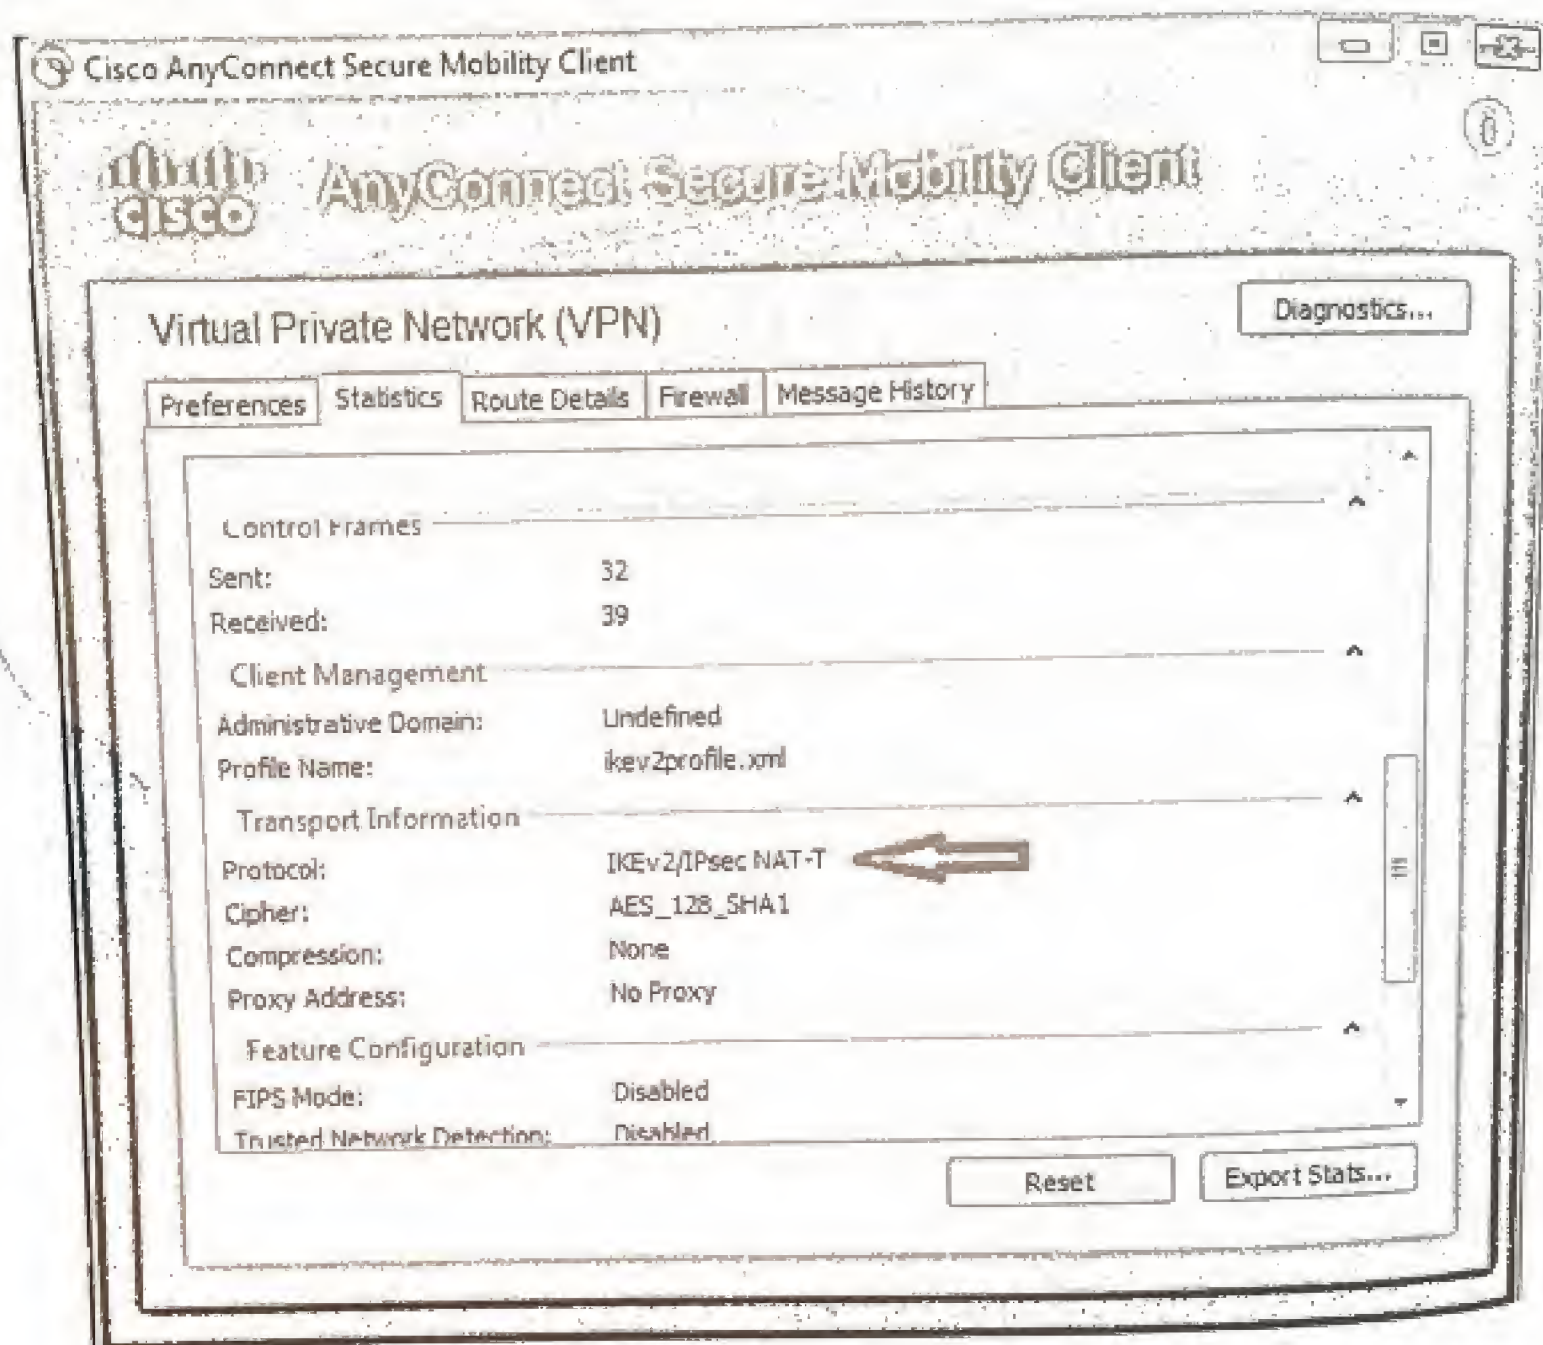 Cisco AnyConnect Secure Mobility Client
cisco AnyConnect Secure Mobility Client
Virtual Private Network (VPN)
Diagnostics...
Preferences Statistics Route Details Firewall Message History
Control Frames
Sent: 32
Received: 39
Client Management
Administrative Domain: Undefined
Profile Name: ikev2profile.xml
Transport Information
Protocol: IKEv2/IPsec NAT-T
Cipher: AES_128_SHA1
Compression: None
Proxy Address: No Proxy
Feature Configuration
FIPS Mode: Disabled
Trusted Network Detection: Disabled
Reset Export Stats...